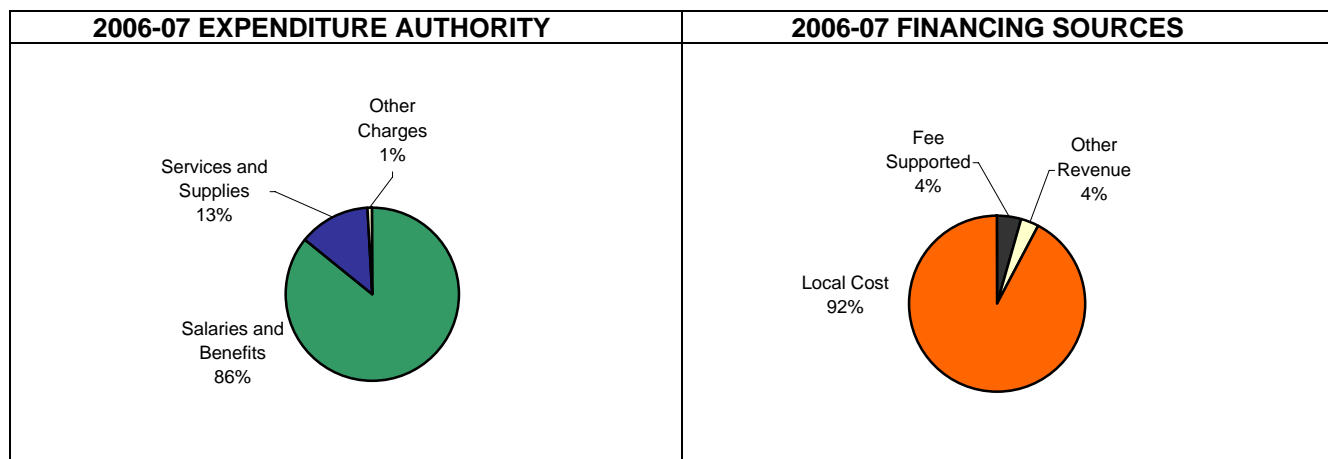 2006-07 EXPENDITURE AUTHORITY
Other
Charges
1%
Services and
Supplies
13%
Salaries and
Benefits
86%
2006-07 FINANCING SOURCES
Fee
Supported
4%
Other
Revenue
4%
Local Cost
92%